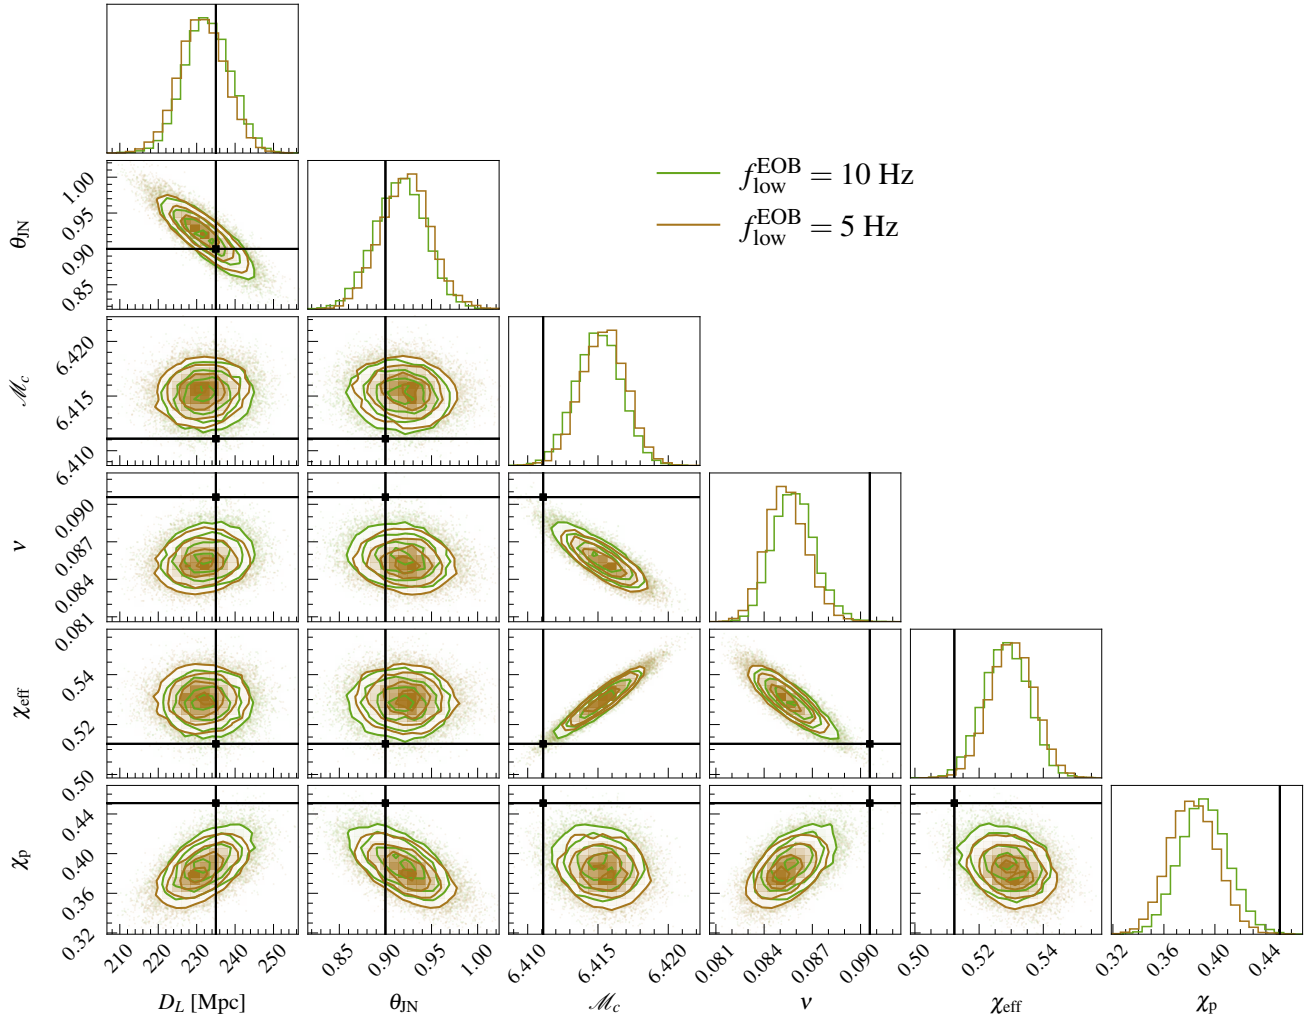 f_low^EOB = 10 Hz
f_low^EOB = 5 Hz
θ_JN
1.00
0.95
0.90
0.85
ℳ_c
6.420
6.415
6.410
ν
0.090
0.087
0.084
0.081
χ_eff
0.54
0.52
0.50
χ_p
0.44
0.40
0.36
0.32
210 220 230 240 250
0.85 0.90 0.95 1.00
6.410 6.415 6.420
0.081 0.084 0.087 0.090
0.50 0.52 0.54
0.32 0.36 0.40 0.44
D_L [Mpc]
θ_JN
ℳ_c
ν
χ_eff
χ_p